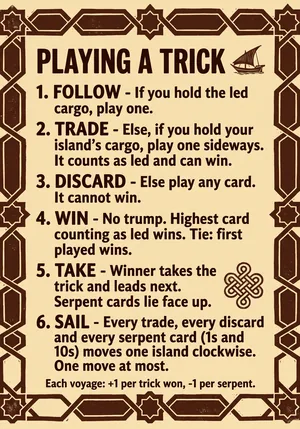 PLAYING A TRICK
1. FOLLOW - If you hold the led
cargo, play one.
2. TRADE - Else, if you hold your
island's cargo, play one sideways.
It counts as led and can win.
3. DISCARD - Else play any card.
It cannot win.
4. WIN - No trump. Highest card
counting as led wins. Tie: first
played wins.
5. TAKE - Winner takes the
trick and leads next.
Serpent cards lie face up.
6. SAIL - Every trade, every discard
and every serpent card (1s and
10s) moves one island clockwise.
One move at most.
Each voyage: +1 per trick won, -1 per serpent.